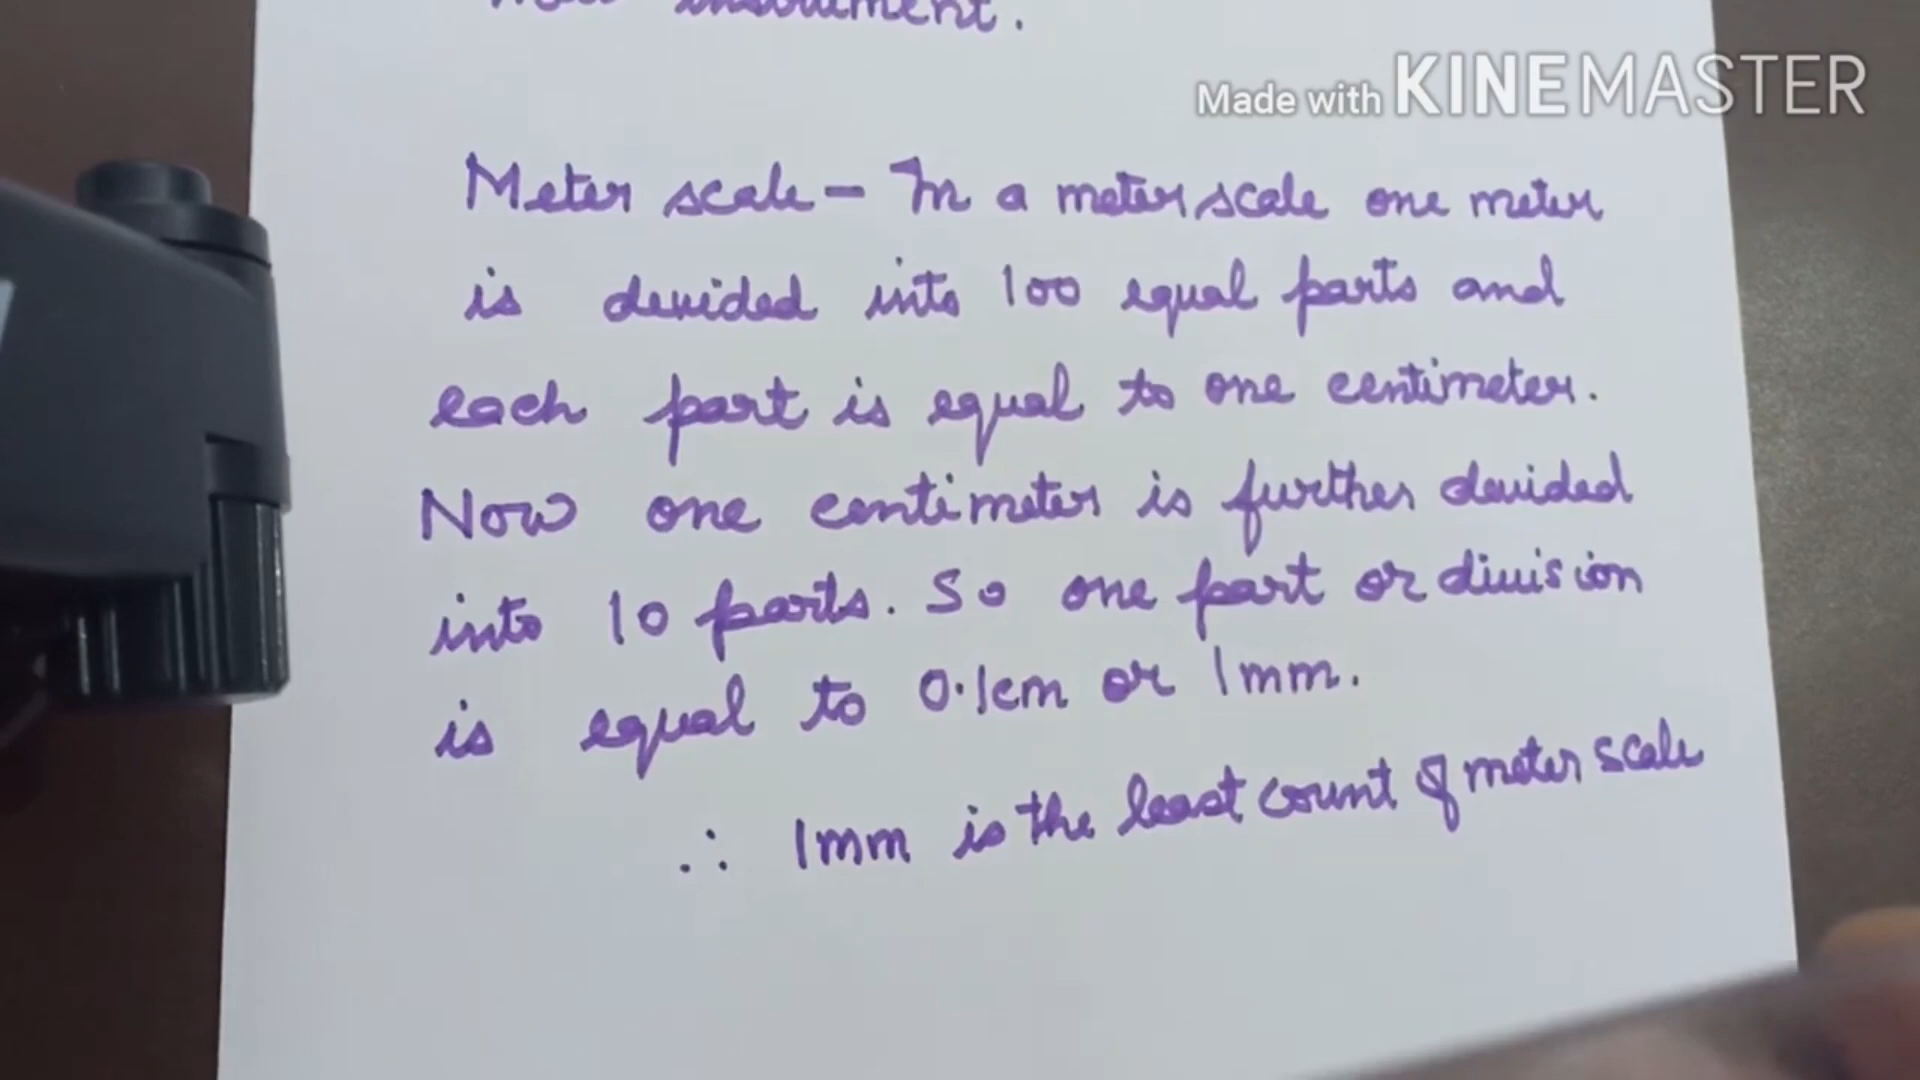 instrument.
Made with KINEMASTER
Meter scale - In a meter scale one meter
is devided into 100 equal parts and
each part is equal to one centimeter.
Now one centimeter is further devided
into 10 parts. So one part or division
is equal to 0.1cm or 1mm.
∴ 1mm is the least count of meter scale